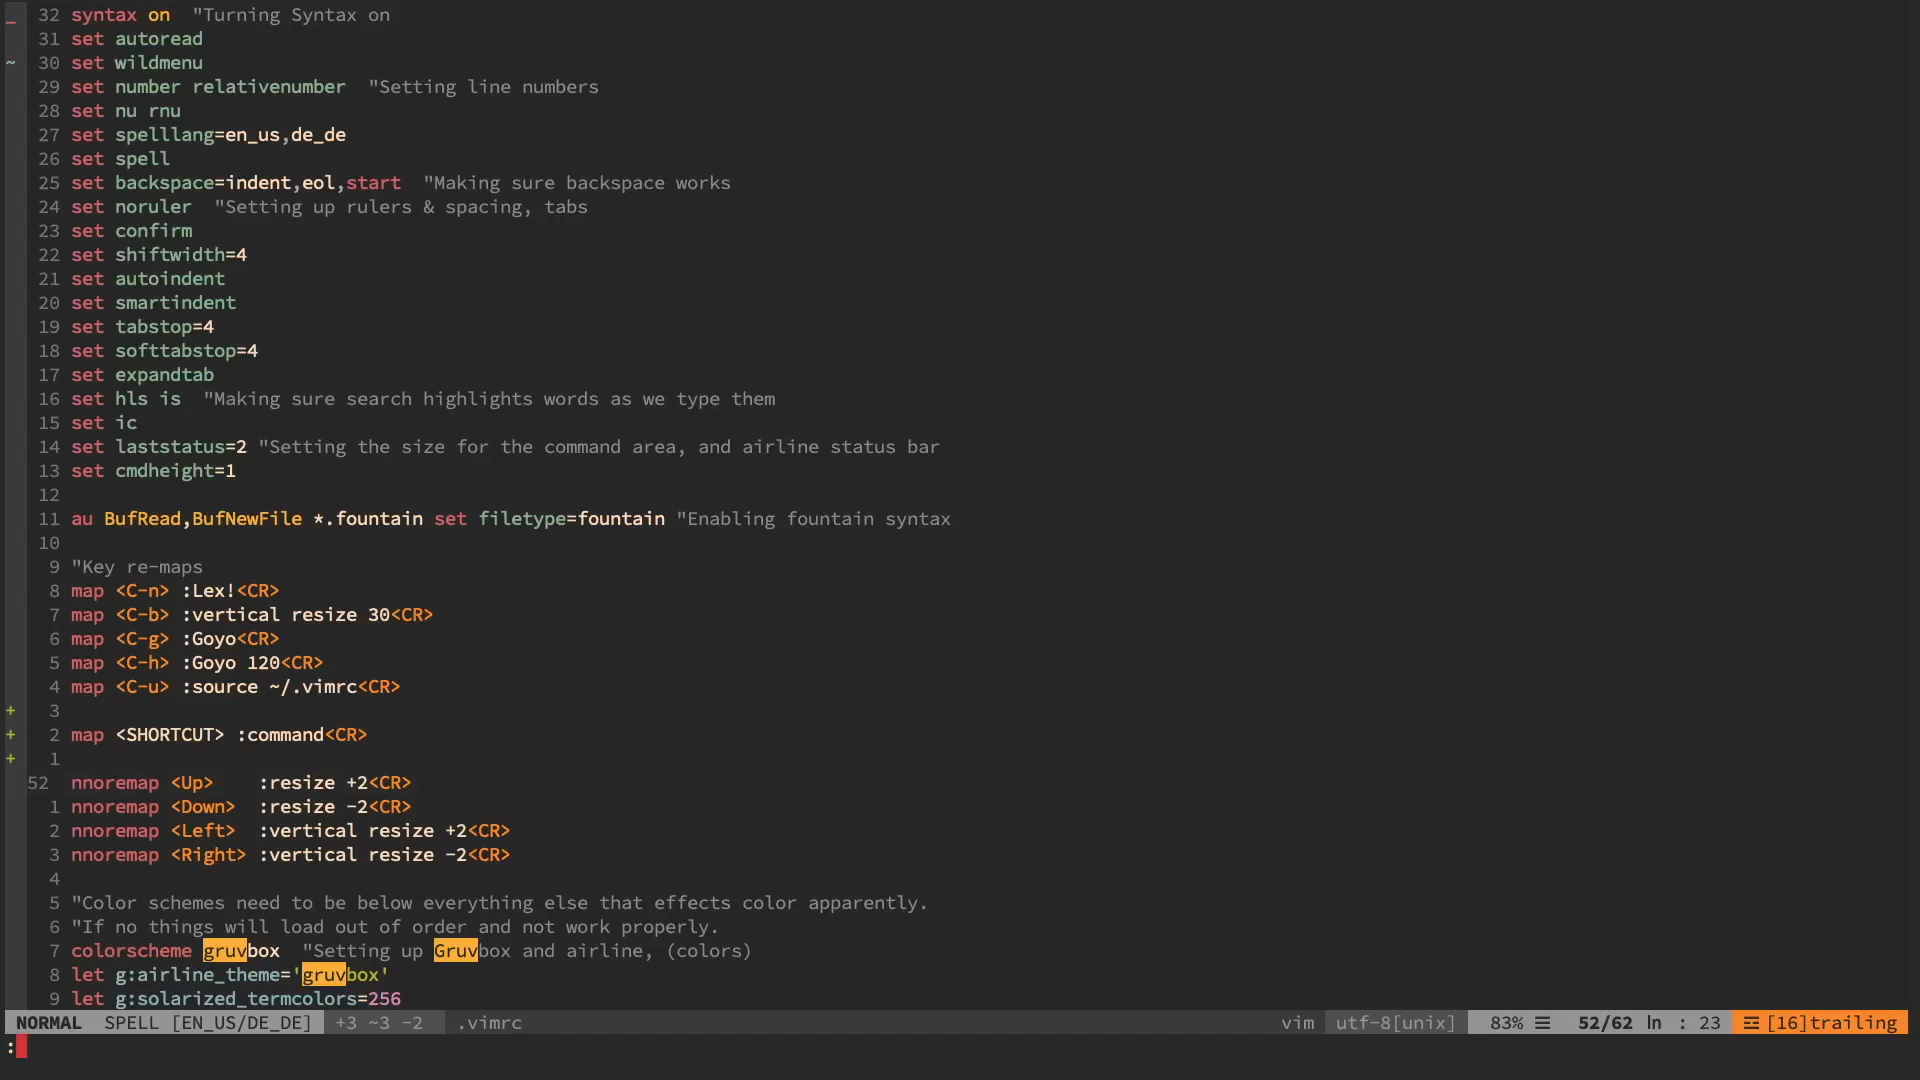 _ 32 syntax on  "Turning Syntax on
31 set autoread
~ 30 set wildmenu
29 set number relativenumber  "Setting line numbers
28 set nu rnu
27 set spelllang=en_us,de_de
26 set spell
25 set backspace=indent,eol,start  "Making sure backspace works
24 set noruler  "Setting up rulers & spacing, tabs
23 set confirm
22 set shiftwidth=4
21 set autoindent
20 set smartindent
19 set tabstop=4
18 set softtabstop=4
17 set expandtab
16 set hls is  "Making sure search highlights words as we type them
15 set ic
14 set laststatus=2 "Setting the size for the command area, and airline status bar
13 set cmdheight=1
12
11 au BufRead,BufNewFile *.fountain set filetype=fountain "Enabling fountain syntax
10
9 "Key re-maps
8 map <C-n> :Lex!<CR>
7 map <C-b> :vertical resize 30<CR>
6 map <C-g> :Goyo<CR>
5 map <C-h> :Goyo 120<CR>
4 map <C-u> :source ~/.vimrc<CR>
+ 3
+ 2 map <SHORTCUT> :command<CR>
+ 1
52 nnoremap <Up>    :resize +2<CR>
1 nnoremap <Down>  :resize -2<CR>
2 nnoremap <Left>  :vertical resize +2<CR>
3 nnoremap <Right> :vertical resize -2<CR>
4
5 "Color schemes need to be below everything else that effects color apparently.
6 "If no things will load out of order and not work properly.
7 colorscheme gruvbox  "Setting up Gruvbox and airline, (colors)
8 let g:airline_theme='gruvbox'
9 let g:solarized_termcolors=256
NORMAL  SPELL [EN_US/DE_DE]  +3 ~3 -2  .vimrc  vim  utf-8[unix]  83% ☰  52/62 ln : 23  ☲ [16]trailing
: